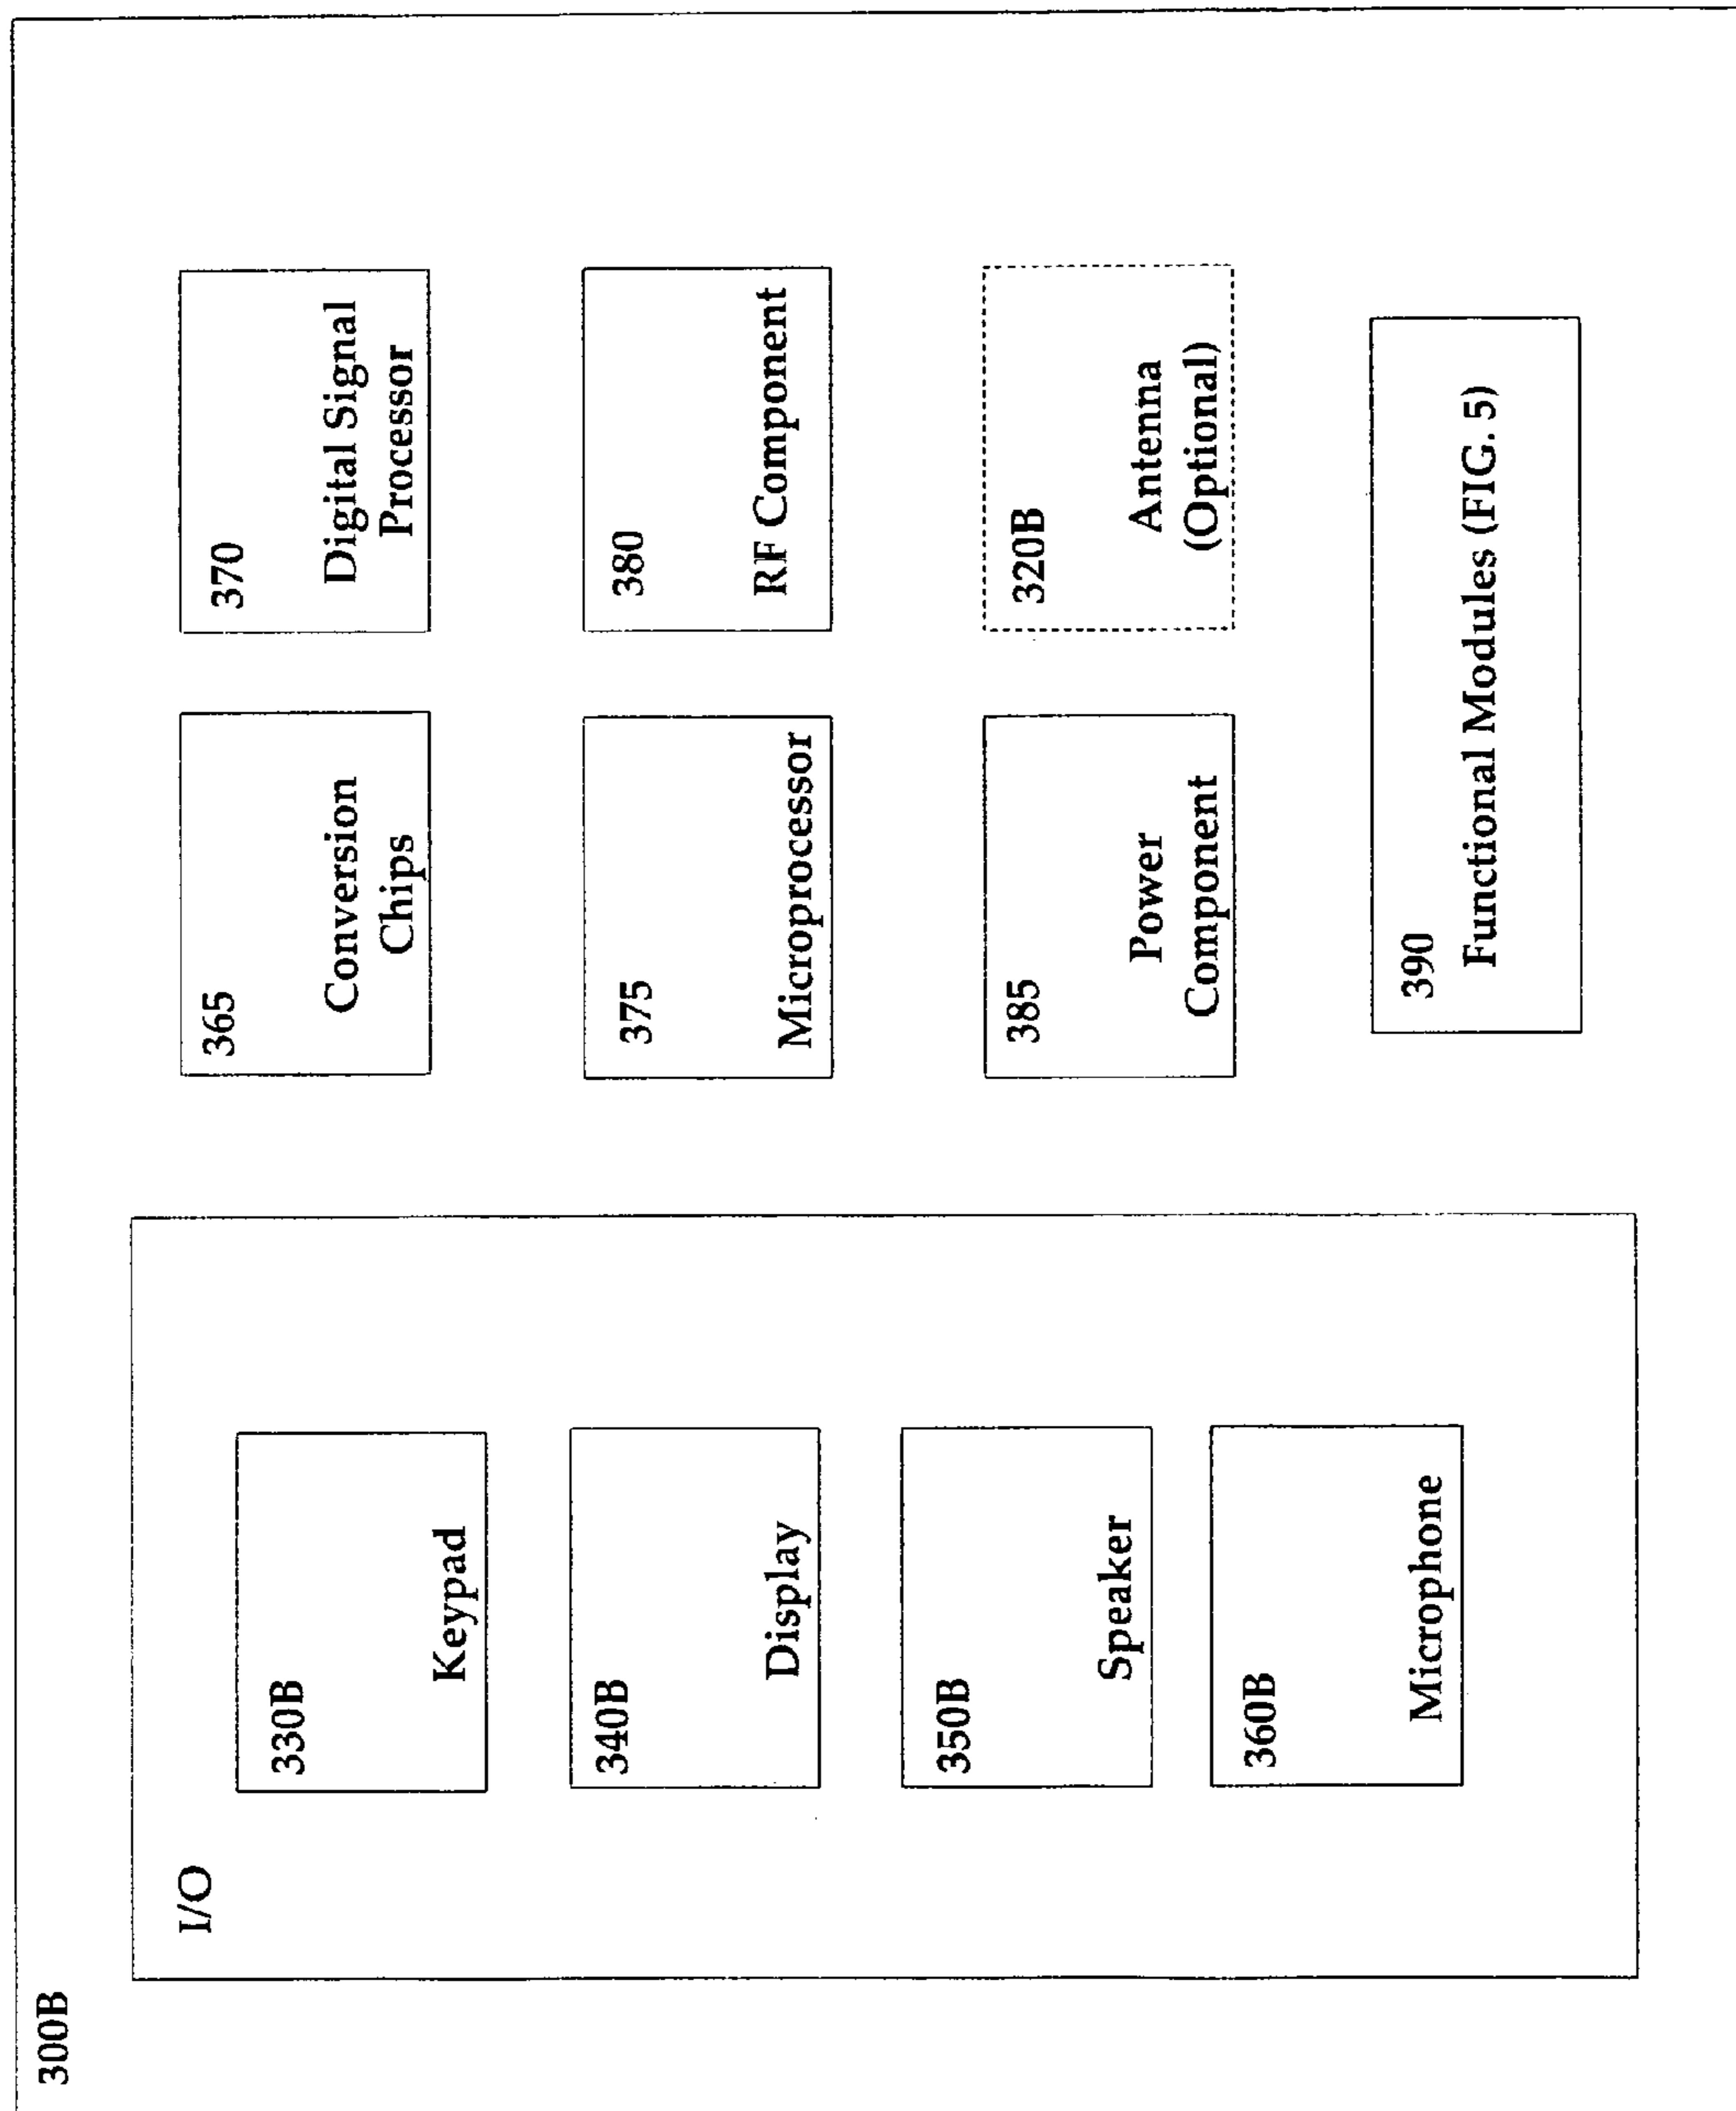 300B
I/O
330B
Keypad
340B
Display
350B
Speaker
360B
Microphone
365
Conversion
Chips
370
Digital Signal
Processor
375
Microprocessor
380
RF Component
385
Power
Component
320B
Antenna
(Optional)
390
Functional Modules (FIG. 5)